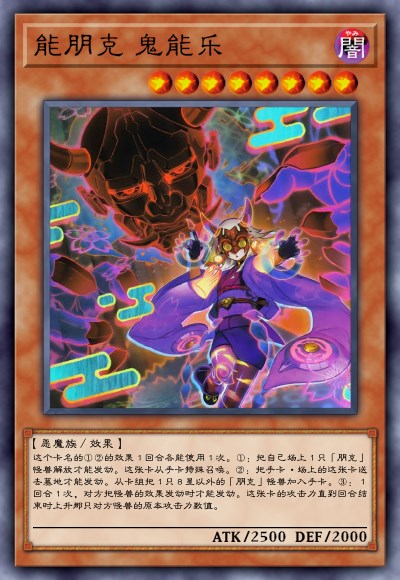 能朋克 鬼能乐
やみ
闇
【恶魔族／效果】
这个卡名的①②的效果1回合各能使用1次。①：把自己场上1只「朋克」
怪兽解放才能发动。这张卡从手卡特殊召唤。②：把手卡·场上的这张卡送
去墓地才能发动。从卡组把1只8星以外的「朋克」怪兽加入手卡。③：1
回合1次，对方把怪兽的效果发动时才能发动。这张卡的攻击力直到回合结
束时上升那只对方怪兽的原本攻击力数值。
ATK/2500 DEF/2000